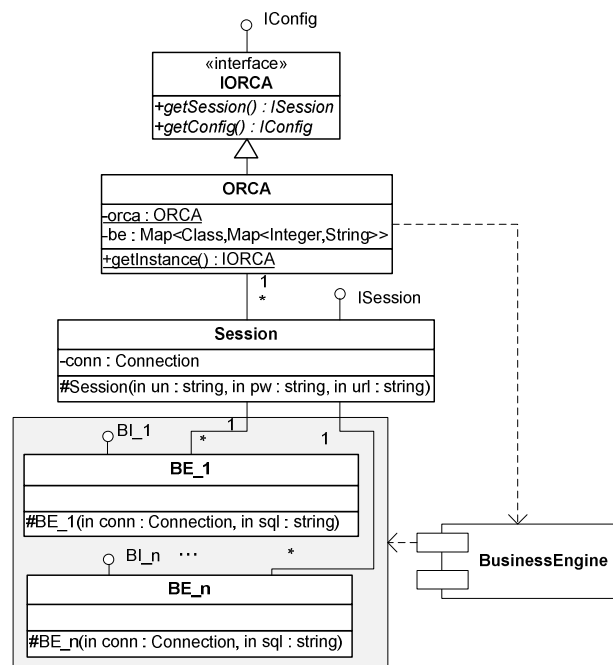 IConfig
«interface»
IORCA
+getSession() : ISession
+getConfig() : IConfig
ORCA
-orca : ORCA
-be : Map<Class,Map<Integer,String>>
+getInstance() : IORCA
1
*
ISession
Session
-conn : Connection
#Session(in un : string, in pw : string, in url : string)
BI_1
*
1
1
BE_1
#BE_1(in conn : Connection, in sql : string)
BI_n
...
*
BE_n
#BE_n(in conn : Connection, in sql : string)
BusinessEngine